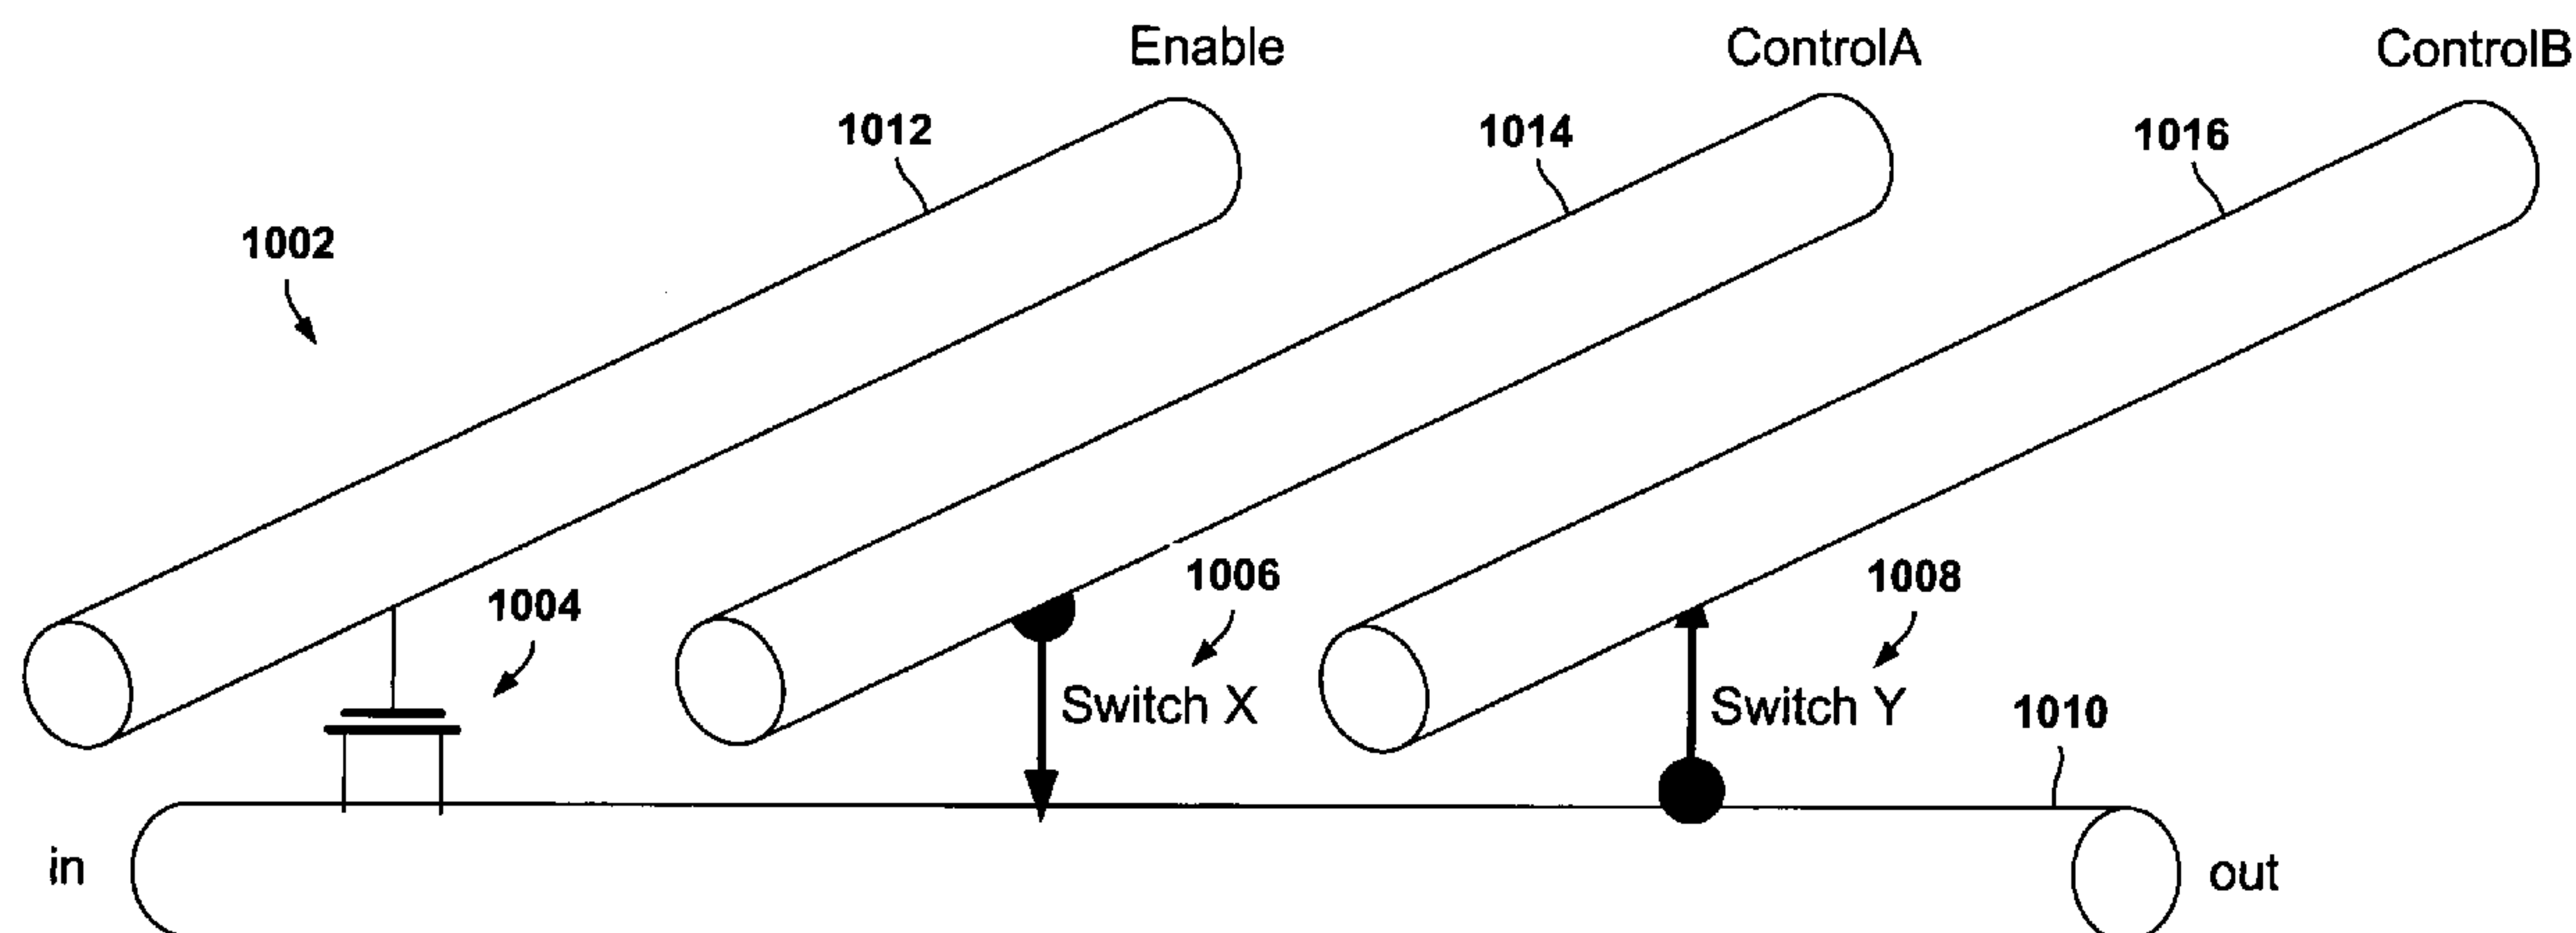 Enable
ControlA
ControlB
1012
1014
1016
1002
1004
1006
1008
Switch X
Switch Y
1010
in
out